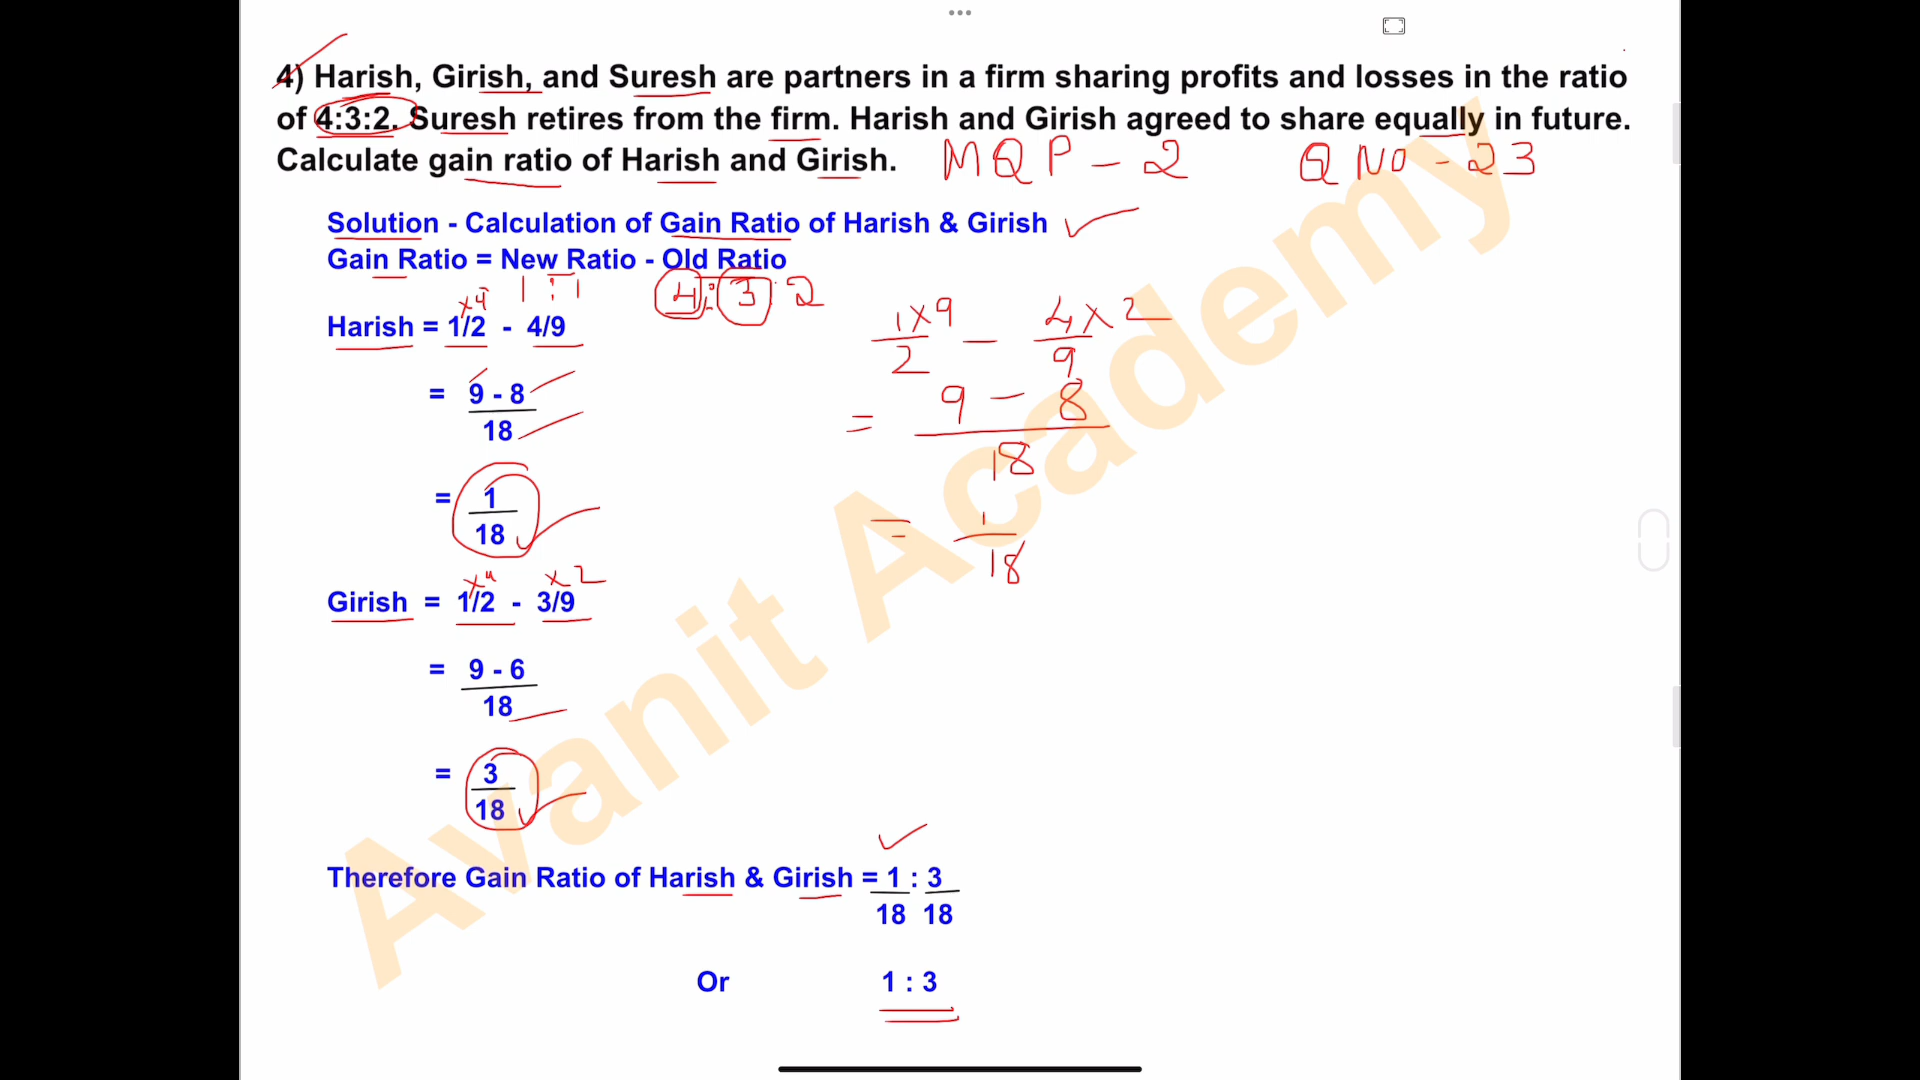 4) Harish, Girish, and Suresh are partners in a firm sharing profits and losses in the ratio
of 4:3:2. Suresh retires from the firm. Harish and Girish agreed to share equally in future.
Calculate gain ratio of Harish and Girish. MQP - 2 Q NO - 23
Solution - Calculation of Gain Ratio of Harish & Girish
Gain Ratio = New Ratio - Old Ratio
1 : 1 4 : 3 : 2
Harish = 1/2 - 4/9
1×9 - 4×2
2 9
= 9 - 8
18
= 9 - 8
18
= 1
18
= 1
18
×2
Girish = 1/2 - 3/9
= 9 - 6
18
= 3
18
Therefore Gain Ratio of Harish & Girish = 1 : 3
18 18
Or 1 : 3
Avanit Academy